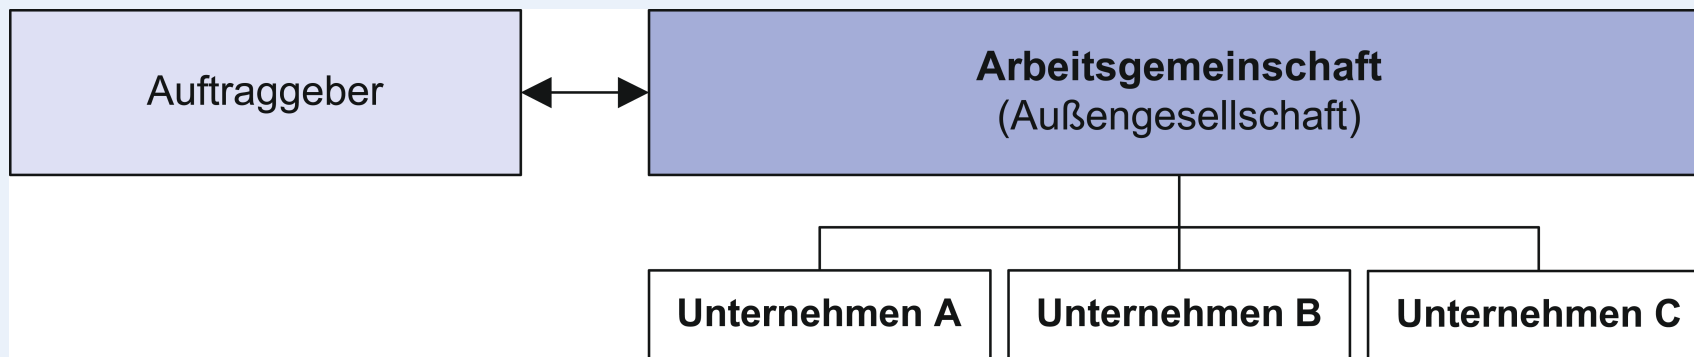 Auftraggeber
Arbeitsgemeinschaft
(Außengesellschaft)
Unternehmen A
Unternehmen B
Unternehmen C